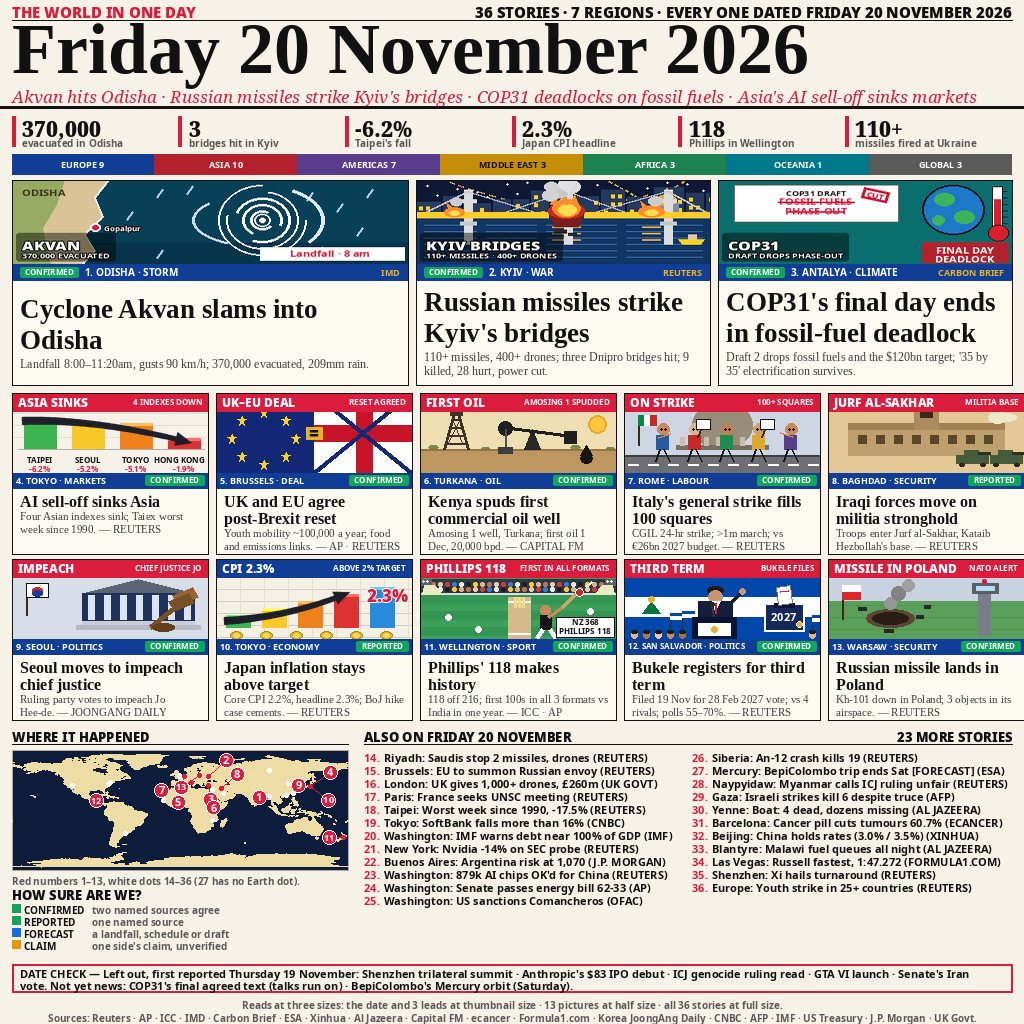 THE WORLD IN ONE DAY
36 STORIES · 7 REGIONS · EVERY ONE DATED FRIDAY 20 NOVEMBER 2026
Friday 20 November 2026
Akvan hits Odisha · Russian missiles strike Kyiv's bridges · COP31 deadlocks on fossil fuels · Asia's AI sell-off sinks markets
370,000
evacuated in Odisha
3
bridges hit in Kyiv
-6.2%
Taipei's fall
2.3%
Japan CPI headline
118
Phillips in Wellington
110+
missiles fired at Ukraine
EUROPE 9
ASIA 10
AMERICAS 7
MIDDLE EAST 3
AFRICA 3
OCEANIA 1
GLOBAL 3
ODISHA
Gopalpur
AKVAN
370,000 EVACUATED
Landfall · 8 am
CONFIRMED
1. ODISHA · STORM
IMD
Cyclone Akvan slams into
Odisha
Landfall 8:00–11:20am, gusts 90 km/h; 370,000 evacuated, 209mm rain.
KYIV BRIDGES
110+ MISSILES · 400+ DRONES
CONFIRMED
2. KYIV · WAR
REUTERS
Russian missiles strike
Kyiv's bridges
110+ missiles, 400+ drones; three Dnipro bridges hit; 9
killed, 28 hurt, power cut.
COP31 DRAFT
FOSSIL FUELS
PHASE-OUT
CUT
COP31
DRAFT DROPS PHASE-OUT
FINAL DAY
DEADLOCK
CONFIRMED
3. ANTALYA · CLIMATE
CARBON BRIEF
COP31's final day ends
in fossil-fuel deadlock
Draft 2 drops fossil fuels and the $120bn target; '35 by
35' electrification survives.
ASIA SINKS
4 INDEXES DOWN
TAIPEI
-6.2%
SEOUL
-5.2%
TOKYO
-5.1%
HONG KONG
-1.9%
4. TOKYO · MARKETS
CONFIRMED
AI sell-off sinks Asia
Four Asian indexes sink; Taiex worst
week since 1990. — REUTERS
UK–EU DEAL
RESET AGREED
=
5. BRUSSELS · DEAL
CONFIRMED
UK and EU agree
post-Brexit reset
Youth mobility ~100,000 a year; food
and emissions links. — AP · REUTERS
FIRST OIL
AMOSING 1 SPUDDED
6. TURKANA · OIL
CONFIRMED
Kenya spuds first
commercial oil well
Amosing 1 well, Turkana; first oil 1
Dec, 20,000 bpd. — CAPITAL FM
ON STRIKE
100+ SQUARES
7. ROME · LABOUR
CONFIRMED
Italy's general strike fills
100 squares
CGIL 24-hr strike; >1m march; vs
€26bn 2027 budget. — REUTERS
JURF AL-SAKHAR
MILITIA BASE
8. BAGHDAD · SECURITY
REPORTED
Iraqi forces move on
militia stronghold
Troops enter Jurf al-Sakhar, Kataib
Hezbollah's base. — REUTERS
IMPEACH
CHIEF JUSTICE JO
9. SEOUL · POLITICS
CONFIRMED
Seoul moves to impeach
chief justice
Ruling party votes to impeach Jo
Hee-de. — JOONGANG DAILY
CPI 2.3%
ABOVE 2% TARGET
2.3%
10. TOKYO · ECONOMY
REPORTED
Japan inflation stays
above target
Core CPI 2.2%, headline 2.3%; BoJ hike
case cements. — REUTERS
PHILLIPS 118
FIRST IN ALL FORMATS
NZ 368
PHILLIPS 118
11. WELLINGTON · SPORT
CONFIRMED
Phillips' 118 makes
history
118 off 216; first 100s in all 3 formats vs
India in one year. — ICC · AP
THIRD TERM
BUKELE FILES
2027
12. SAN SALVADOR · POLITICS
CONFIRMED
Bukele registers for third
term
Filed 19 Nov for 28 Feb 2027 vote; vs 4
rivals; polls 55–70%. — REUTERS
MISSILE IN POLAND
NATO ALERT
13. WARSAW · SECURITY
CONFIRMED
Russian missile lands in
Poland
Kh-101 down in Poland; 3 objects in its
airspace. — REUTERS
WHERE IT HAPPENED
2
8
4
13
7
5
3
6
12
1
9
10
11
Red numbers 1–13, white dots 14–36 (27 has no Earth dot).
HOW SURE ARE WE?
CONFIRMED two named sources agree
REPORTED one named source
FORECAST a landfall, schedule or draft
CLAIM one side's claim, unverified
ALSO ON FRIDAY 20 NOVEMBER
23 MORE STORIES
14. Riyadh: Saudis stop 2 missiles, drones (REUTERS)
15. Brussels: EU to summon Russian envoy (REUTERS)
16. London: UK gives 1,000+ drones, £260m (UK GOVT)
17. Paris: France seeks UNSC meeting (REUTERS)
18. Taipei: Worst week since 1990, -17.5% (REUTERS)
19. Tokyo: SoftBank falls more than 16% (CNBC)
20. Washington: IMF warns debt near 100% of GDP (IMF)
21. New York: Nvidia -14% on SEC probe (REUTERS)
22. Buenos Aires: Argentina risk at 1,070 (J.P. MORGAN)
23. Washington: 879k AI chips OK'd for China (REUTERS)
24. Washington: Senate passes energy bill 62-33 (AP)
25. Washington: US sanctions Comancheros (OFAC)
26. Siberia: An-12 crash kills 19 (REUTERS)
27. Mercury: BepiColombo trip ends Sat [FORECAST] (ESA)
28. Naypyidaw: Myanmar calls ICJ ruling unfair (REUTERS)
29. Gaza: Israeli strikes kill 6 despite truce (AFP)
30. Yenne: Boat: 4 dead, dozens missing (AL JAZEERA)
31. Barcelona: Cancer pill cuts tumours 60.7% (ECANCER)
32. Beijing: China holds rates (3.0% / 3.5%) (XINHUA)
33. Blantyre: Malawi fuel queues all night (AL JAZEERA)
34. Las Vegas: Russell fastest, 1:47.272 (FORMULA1.COM)
35. Shenzhen: Xi hails turnaround (REUTERS)
36. Europe: Youth strike in 25+ countries (REUTERS)
DATE CHECK — Left out, first reported Thursday 19 November: Shenzhen trilateral summit · Anthropic's $83 IPO debut · ICJ genocide ruling read · GTA VI launch · Senate's Iran
vote. Not yet news: COP31's final agreed text (talks run on) · BepiColombo's Mercury orbit (Saturday).
Reads at three sizes: the date and 3 leads at thumbnail size · 13 pictures at half size · all 36 stories at full size.
Sources: Reuters · AP · ICC · IMD · Carbon Brief · ESA · Xinhua · Al Jazeera · Capital FM · ecancer · Formula1.com · Korea JoongAng Daily · CNBC · AFP · IMF · US Treasury · J.P. Morgan · UK Govt.